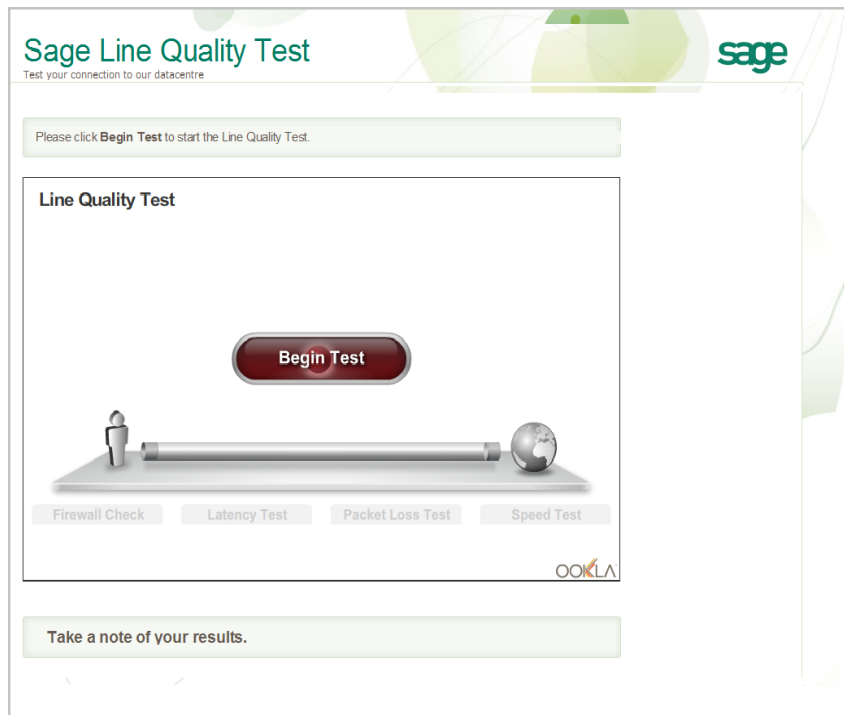 Sage Line Quality Test
Test your connection to our datacentre
sage
Please click Begin Test to start the Line Quality Test.
Line Quality Test
Begin Test
Firewall Check
Latency Test
Packet Loss Test
Speed Test
OOKLA
Take a note of your results.